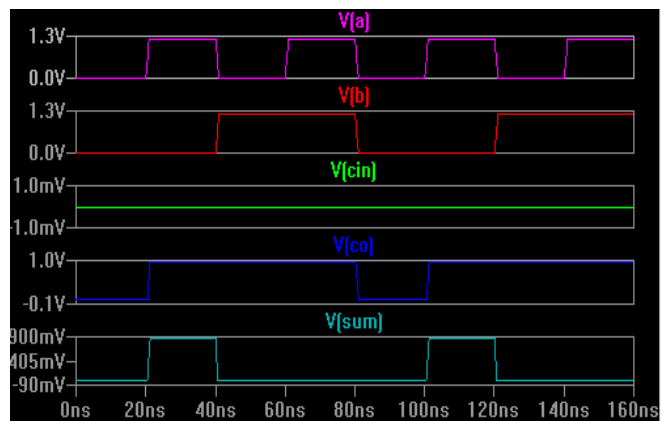 V(a)
1.3V
0.0V
V(b)
1.3V
0.0V
V(cin)
1.0mV
-1.0mV
V(co)
1.0V
-0.1V
V(sum)
900mV
405mV
-90mV
0ns 20ns 40ns 60ns 80ns 100ns 120ns 140ns 160ns